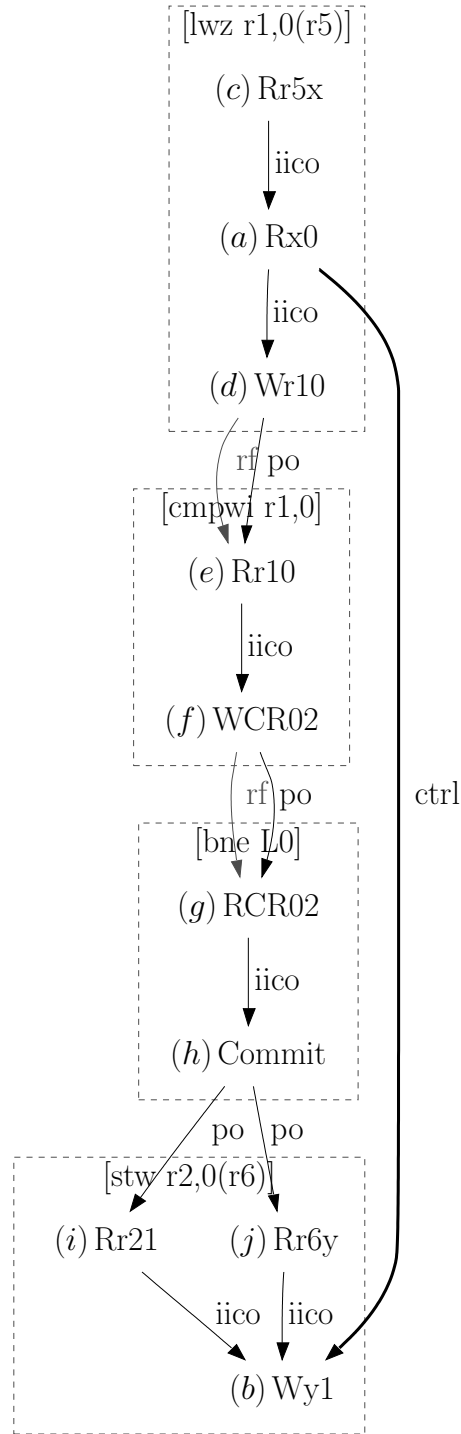 [lwz r1,0(r5)]
(c) Rr5x
iico
(a) Rx0
iico
(d) Wr10
rf po
[cmpwi r1,0]
(e) Rr10
iico
(f) WCR02
rf po
ctrl
[bne L0]
(g) RCR02
iico
(h) Commit
po po
[stw r2,0(r6)]
(i) Rr21 (j) Rr6y
iico iico
(b) Wy1